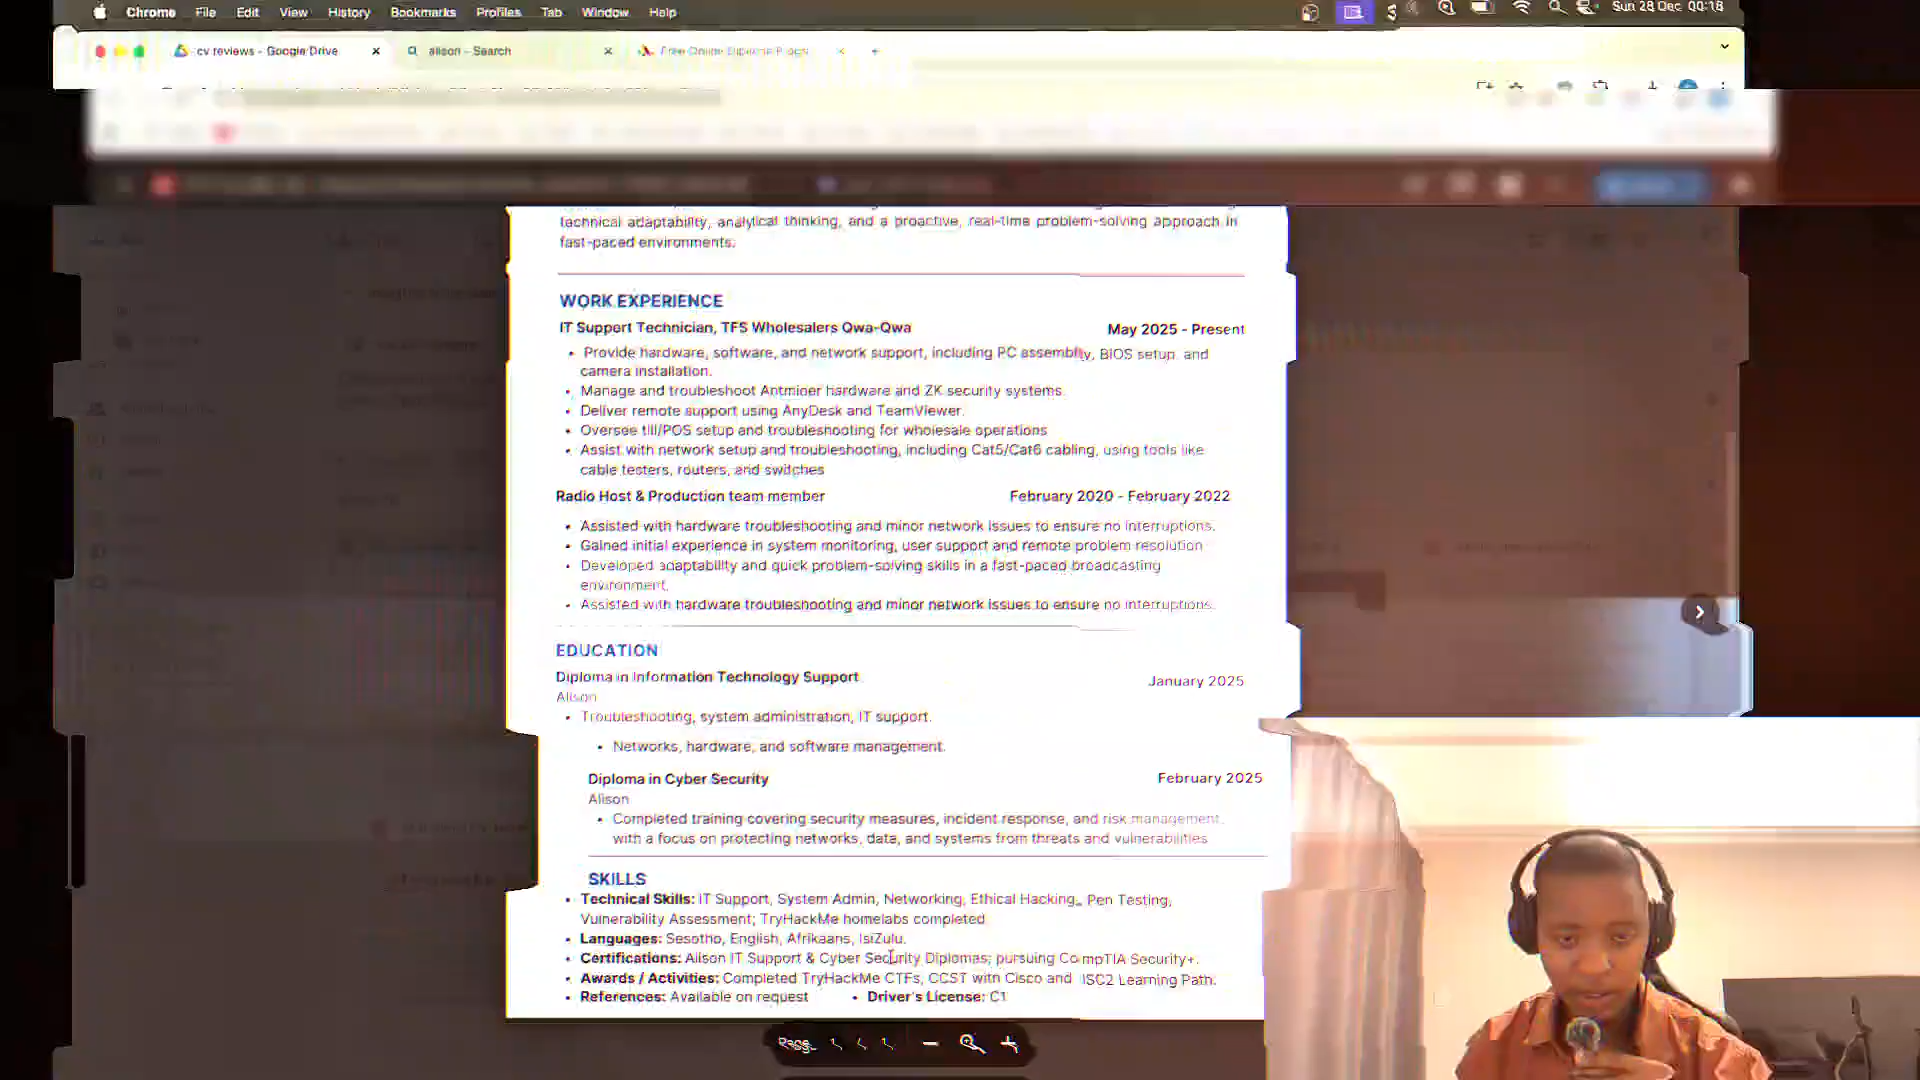 Chrome File Edit View History Bookmarks Profiles Tab Window Help
Sun 28 Dec 00:18
cv reviews - Google Drive
alison - Search
Free Online Diploma
technical adaptability, analytical thinking, and a proactive, real-time problem-solving approach in
fast-paced environments.
WORK EXPERIENCE
IT Support Technician, TFS Wholesalers Qwa-Qwa
May 2025 - Present
• Provide hardware, software, and network support, including PC assembly, BIOS setup, and
camera installation.
• Manage and troubleshoot Antminer hardware and ZK security systems.
• Deliver remote support using AnyDesk and TeamViewer.
• Oversee till/POS setup and troubleshooting for wholesale operations
• Assist with network setup and troubleshooting, including Cat5/Cat6 cabling, using tools like
cable testers, routers, and switches
Radio Host & Production team member
February 2020 - February 2022
• Assisted with hardware troubleshooting and minor network issues to ensure no interruptions.
• Gained initial experience in system monitoring, user support and remote problem resolution
• Developed adaptability and quick problem-solving skills in a fast-paced broadcasting
environment.
• Assisted with hardware troubleshooting and minor network issues to ensure no interruptions.
EDUCATION
Diploma in Information Technology Support
January 2025
Alison
• Troubleshooting, system administration, IT support.
• Networks, hardware, and software management.
Diploma in Cyber Security
February 2025
Alison
• Completed training covering security measures, incident response, and risk management,
with a focus on protecting networks, data, and systems from threats and vulnerabilities
SKILLS
• Technical Skills: IT Support, System Admin, Networking, Ethical Hacking, Pen Testing,
Vulnerability Assessment; TryHackMe homelabs completed
• Languages: Sesotho, English, Afrikaans, IsiZulu.
• Certifications: Alison IT Support & Cyber Security Diplomas; pursuing CompTIA Security+.
• Awards / Activities: Completed TryHackMe CTFs, CCST with Cisco and ISC2 Learning Path.
• References: Available on request • Driver's License: C1
Page